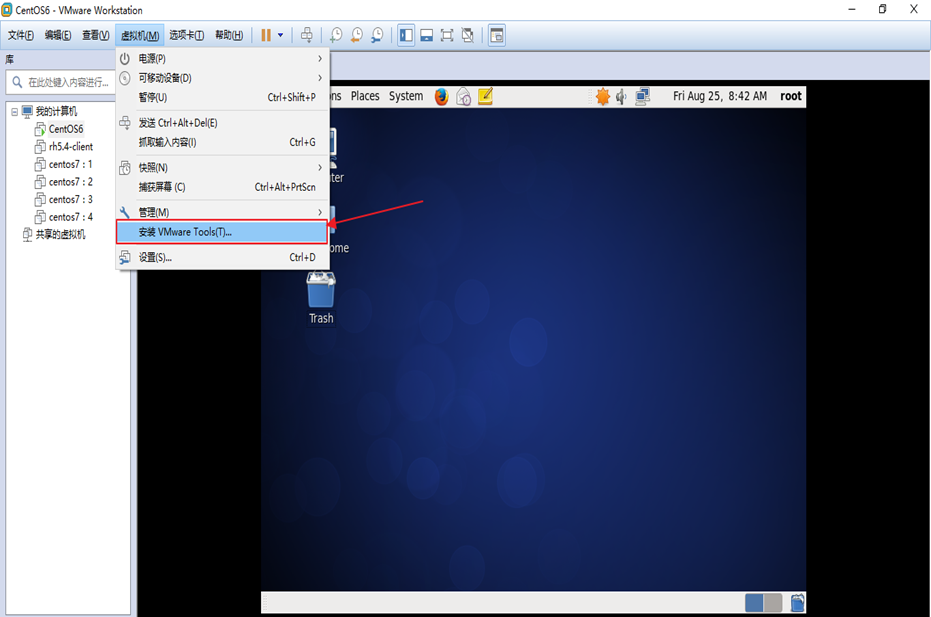 CentOS6 - VMware Workstation
文件(F) 编辑(E) 查看(V) 虚拟机(M) 选项卡(T) 帮助(H)
库
在此处键入内容进行...
我的计算机
CentOS6
rh5.4-client
centos7：1
centos7：2
centos7：3
centos7：4
共享的虚拟机
电源(P)
可移动设备(D)
暂停(U) Ctrl+Shift+P
发送 Ctrl+Alt+Del(E)
抓取输入内容(I) Ctrl+G
快照(N)
捕获屏幕 (C) Ctrl+Alt+PrtScn
管理(M)
安装 VMware Tools(T)...
设置(S)... Ctrl+D
ns Places System Fri Aug 25, 8:42 AM root
ter
ome
Trash